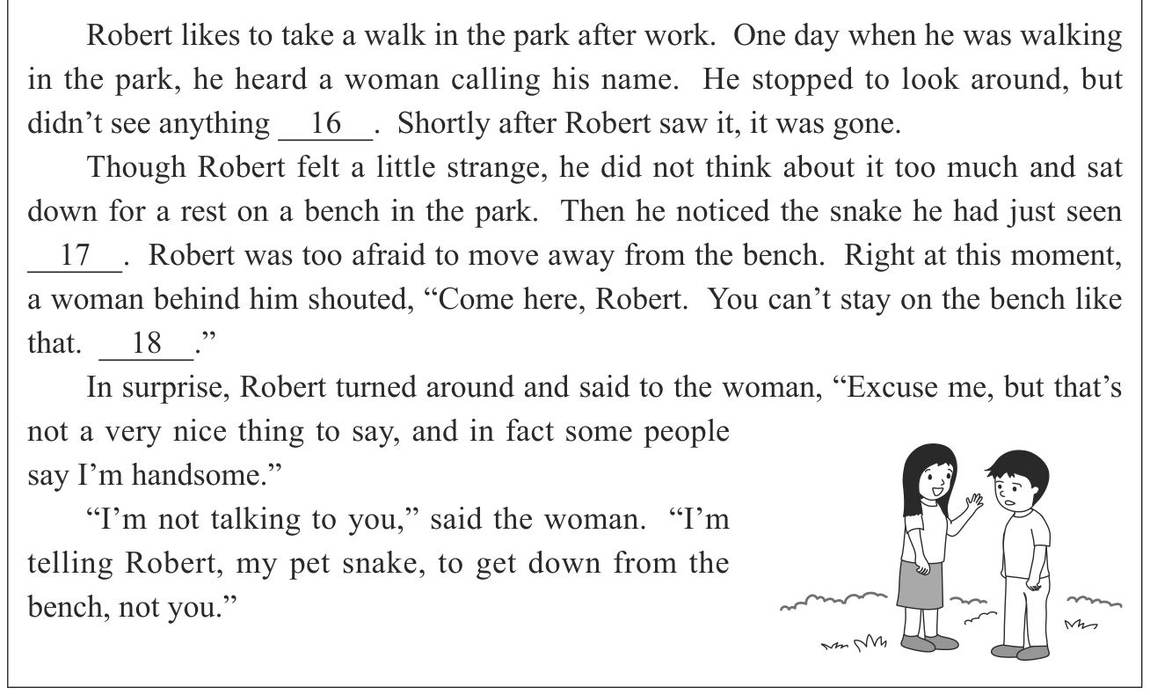 Robert likes to take a walk in the park after work. One day when he was walking
in the park, he heard a woman calling his name. He stopped to look around, but
didn’t see anything 16 . Shortly after Robert saw it, it was gone.
Though Robert felt a little strange, he did not think about it too much and sat
down for a rest on a bench in the park. Then he noticed the snake he had just seen
17 . Robert was too afraid to move away from the bench. Right at this moment,
a woman behind him shouted, “Come here, Robert. You can’t stay on the bench like
that. 18 .”
In surprise, Robert turned around and said to the woman, “Excuse me, but that’s
not a very nice thing to say, and in fact some people
say I’m handsome.”
“I’m not talking to you,” said the woman. “I’m
telling Robert, my pet snake, to get down from the
bench, not you.”